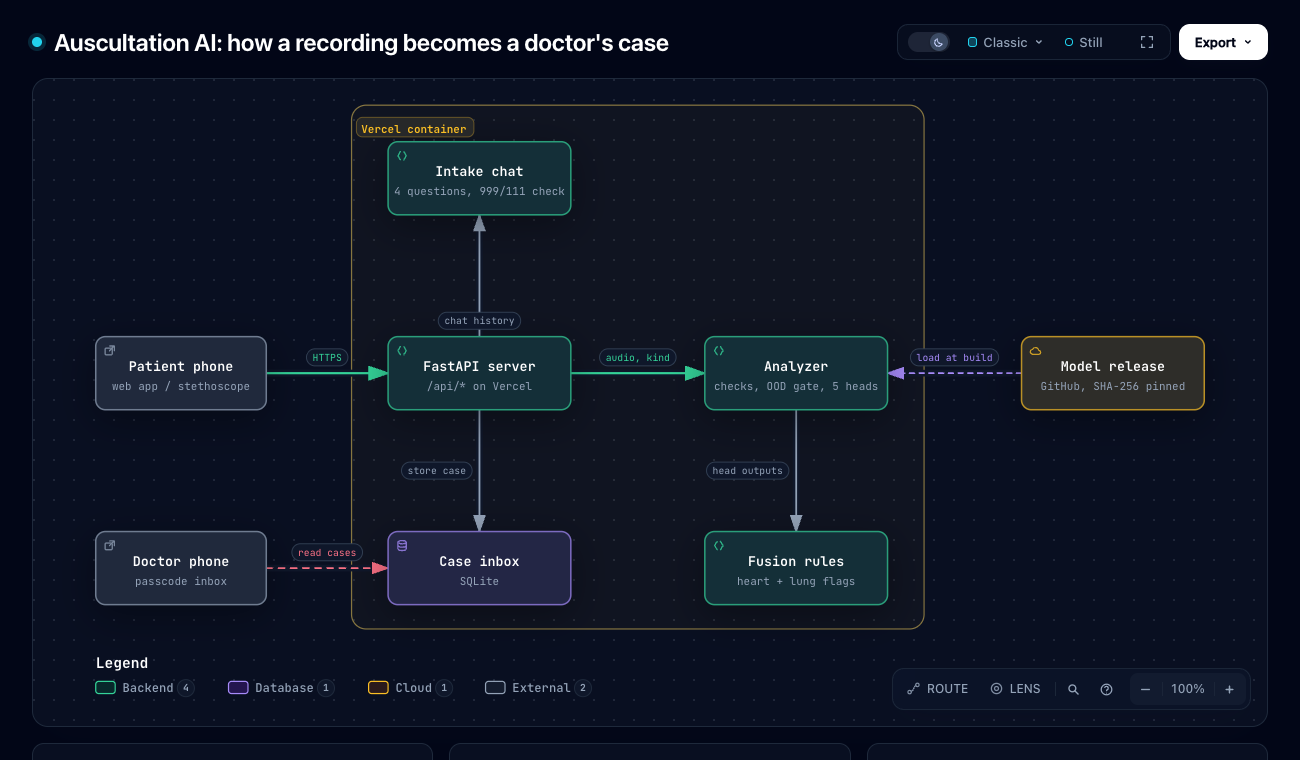 Auscultation AI: how a recording becomes a doctor's case
Classic
Still
Export
Vercel container
Intake chat
4 questions, 999/111 check
chat history
Patient phone
web app / stethoscope
HTTPS
FastAPI server
/api/* on Vercel
audio, kind
Analyzer
checks, OOD gate, 5 heads
load at build
Model release
GitHub, SHA-256 pinned
store case
head outputs
Doctor phone
passcode inbox
read cases
Case inbox
SQLite
Fusion rules
heart + lung flags
Legend
Backend 4
Database 1
Cloud 1
External 2
ROUTE
LENS
100%